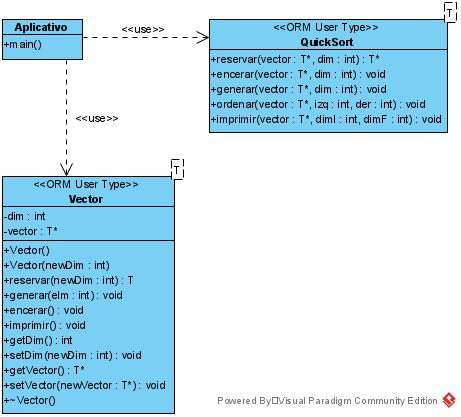 Aplicativo
+main()
<<use>>
T
<<ORM User Type>>
QuickSort
+reservar(vector : T*, dim : int) : T*
+encerar(vector : T*, dim : int) : void
+generar(vector : T*, dim : int) : void
+ordenar(vector : T*, izq : int, der : int) : void
+imprimir(vector : T*, dimI : int, dimF : int) : void
<<use>>
T
<<ORM User Type>>
Vector
-dim : int
-vector : T*
+Vector()
+Vector(newDim : int)
+reservar(newDim : int) : T
+generar(elm : int) : void
+encerar() : void
+imprimir() : void
+getDim() : int
+setDim(newDim : int) : void
+getVector() : T*
+setVector(newVector : T*) : void
+~Vector()
Powered By Visual Paradigm Community Edition